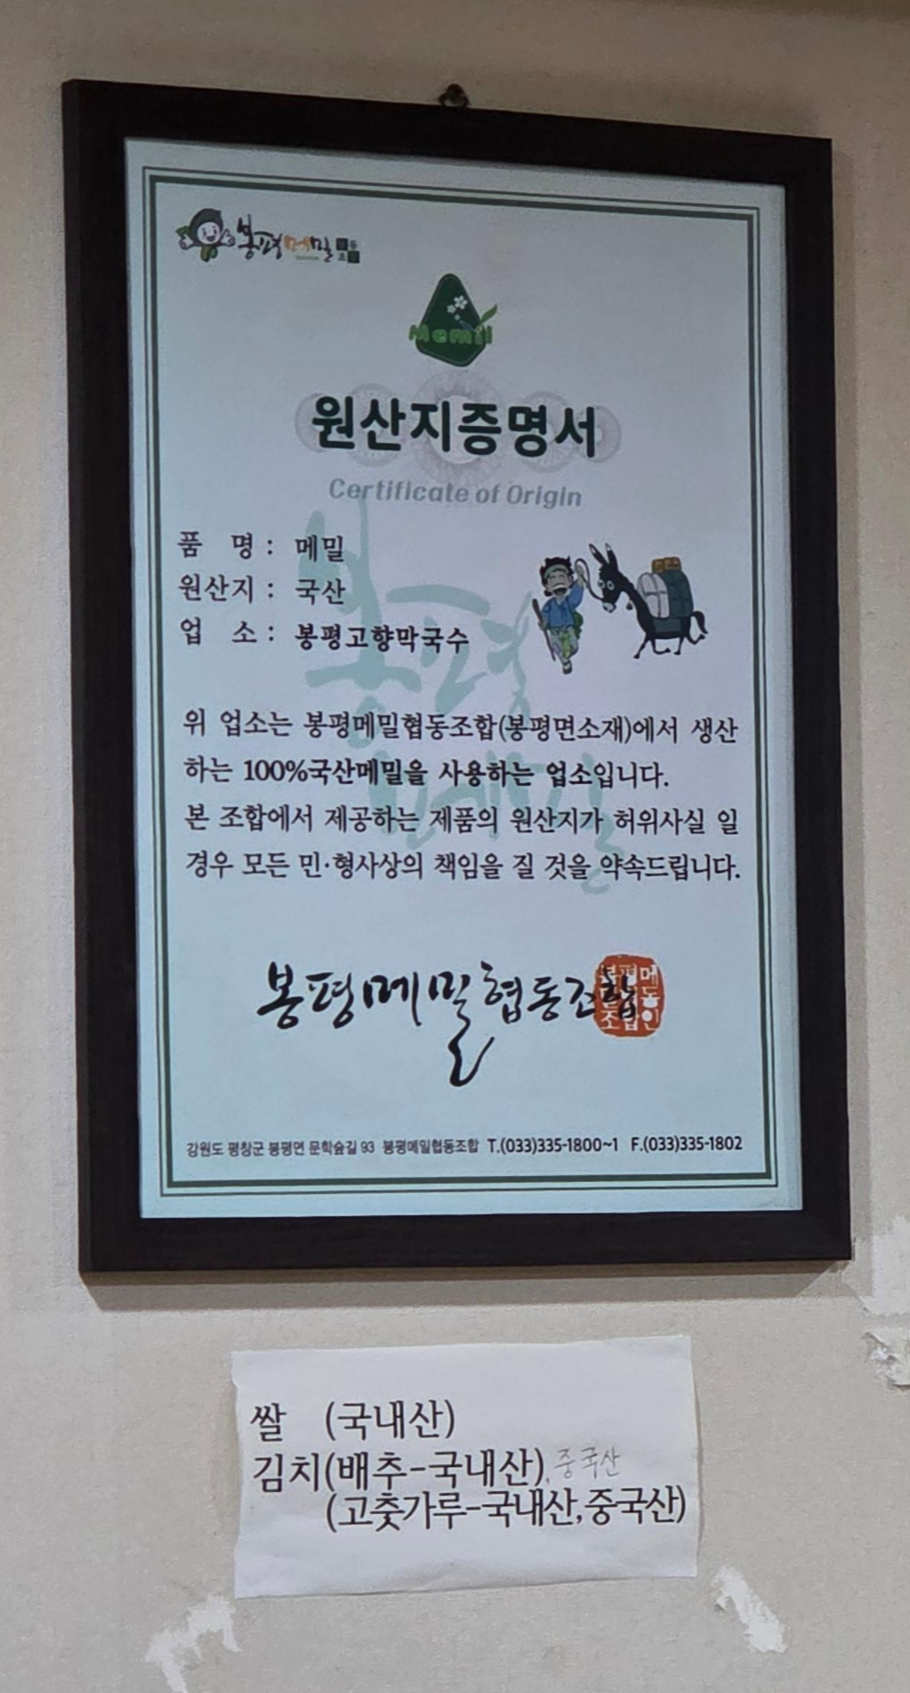 봉평메밀
Memil
원산지증명서
Certificate of Origin
품 명 : 메밀
원산지 : 국산
업 소 : 봉평고향막국수
위 업소는 봉평메밀협동조합(봉평면소재)에서 생산
하는 100%국산메밀을 사용하는 업소입니다.
본 조합에서 제공하는 제품의 원산지가 허위사실 일
경우 모든 민·형사상의 책임을 질 것을 약속드립니다.
봉평메밀
봉평메밀협동조합
강원도 평창군 봉평면 문학숲길 93 봉평메밀협동조합 T.(033)335-1800~1 F.(033)335-1802
쌀 (국내산)
김치(배추-국내산),중국산
(고춧가루-국내산,중국산)